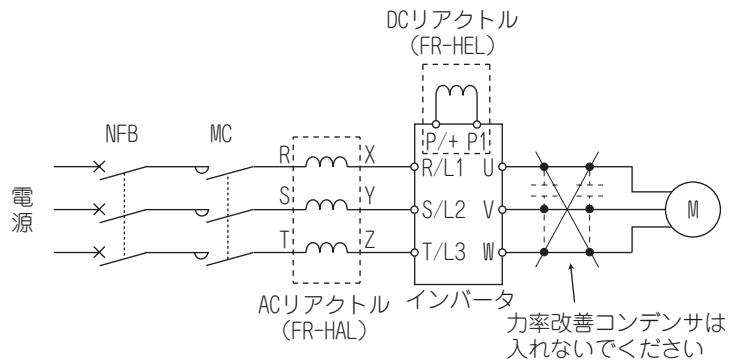 DCリアクトル
(FR-HEL)
NFB
MC
P/+ P1
R
X
R/L1
U
電源
S
Y
S/L2
V
M
T
Z
T/L3
W
ACリアクトル
(FR-HAL)
インバータ
力率改善コンデンサは
入れないでください